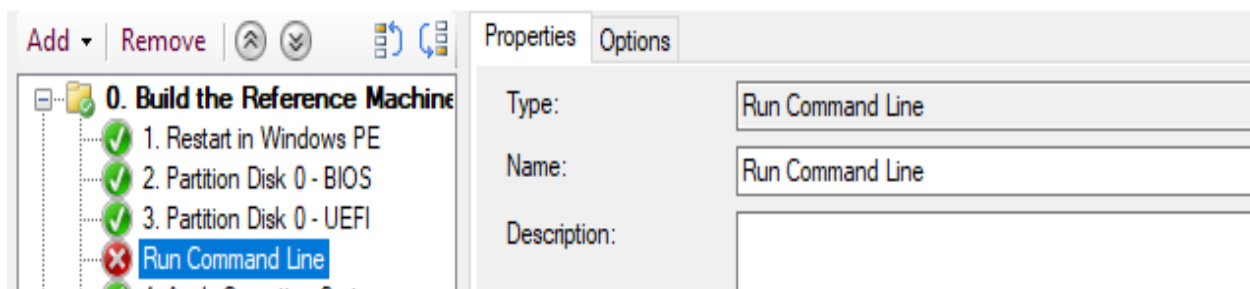 Add Remove
Properties Options
0. Build the Reference Machine
1. Restart in Windows PE
2. Partition Disk 0 - BIOS
3. Partition Disk 0 - UEFI
Run Command Line
Type: Run Command Line
Name: Run Command Line
Description: